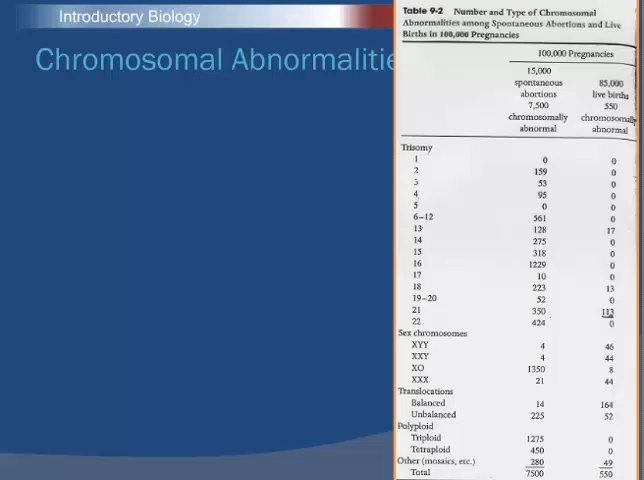 Introductory Biology
Chromosomal Abnormalitie
Table 9-2 Number and Type of Chromosomal
Abnormalities among Spontaneous Abortions and Live
Births in 100,000 Pregnancies
100,000 Pregnancies
15,000
spontaneous 85,000
abortions live births
7,500 550
chromosomally chromosomally
abnormal abnormal
Trisomy
1 0 0
2 159 0
3 53 0
4 95 0
5 0 0
6–12 561 0
13 128 17
14 275 0
15 318 0
16 1229 0
17 10 0
18 223 13
19–20 52 0
21 350 113
22 424 0
Sex chromosomes
XYY 4 46
XXY 4 44
XO 1350 8
XXX 21 44
Translocations
Balanced 14 164
Unbalanced 225 52
Polyploid
Triploid 1275 0
Tetraploid 450 0
Other (mosaics, etc.) 280 49
Total 7500 550